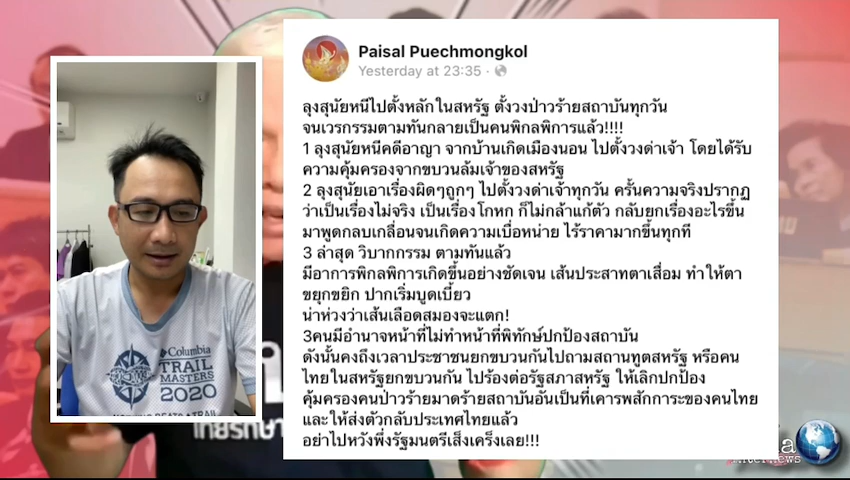 Paisal Puechmongkol
Yesterday at 23:35 ·
ลุงสุนัยหนีไปตั้งหลักในสหรัฐ ตั้งวงป่าวร้ายสถาบันทุกวัน
จนเวรกรรมตามทันกลายเป็นคนพิกลพิการแล้ว!!!!
1 ลุงสุนัยหนีคดีอาญา จากบ้านเกิดเมืองนอน ไปตั้งวงด่าเจ้า โดยได้รับ
ความคุ้มครองจากขบวนล้มเจ้าของสหรัฐ
2 ลุงสุนัยเอาเรื่องผิดๆถูกๆ ไปตั้งวงด่าเจ้าทุกวัน ครั้นความจริงปรากฏ
ว่าเป็นเรื่องไม่จริง เป็นเรื่องโกหก ก็ไม่กล้าแก้ตัว กลับยกเรื่องอะไรขึ้น
มาพูดกลบเกลื่อนจนเกิดความเบื่อหน่าย ไร้ราคามากขึ้นทุกที
3 ล่าสุด วิบากกรรม ตามทันแล้ว
มีอาการพิกลพิการเกิดขึ้นอย่างชัดเจน เส้นประสาทตาเสื่อม ทำให้ตา
ขยุกขยิก ปากเริ่มบูดเบี้ยว
น่าห่วงว่าเส้นเลือดสมองจะแตก!
3คนมีอำนาจหน้าที่ไม่ทำหน้าที่พิทักษ์ปกป้องสถาบัน
ดังนั้นคงถึงเวลาประชาชนยกขบวนกันไปถามสถานทูตสหรัฐ หรือคน
ไทยในสหรัฐยกขบวนกัน ไปร้องต่อรัฐสภาสหรัฐ ให้เลิกปกป้อง
คุ้มครองคนป่าวร้ายมาดร้ายสถาบันอันเป็นที่เคารพสักการะของคนไทย
และให้ส่งตัวกลับประเทศไทยแล้ว
อย่าไปหวังพึ่งรัฐมนตรีเส็งเคร็งเลย!!!
Columbia
TRAIL
MASTERS
2020
ไทยรักษา